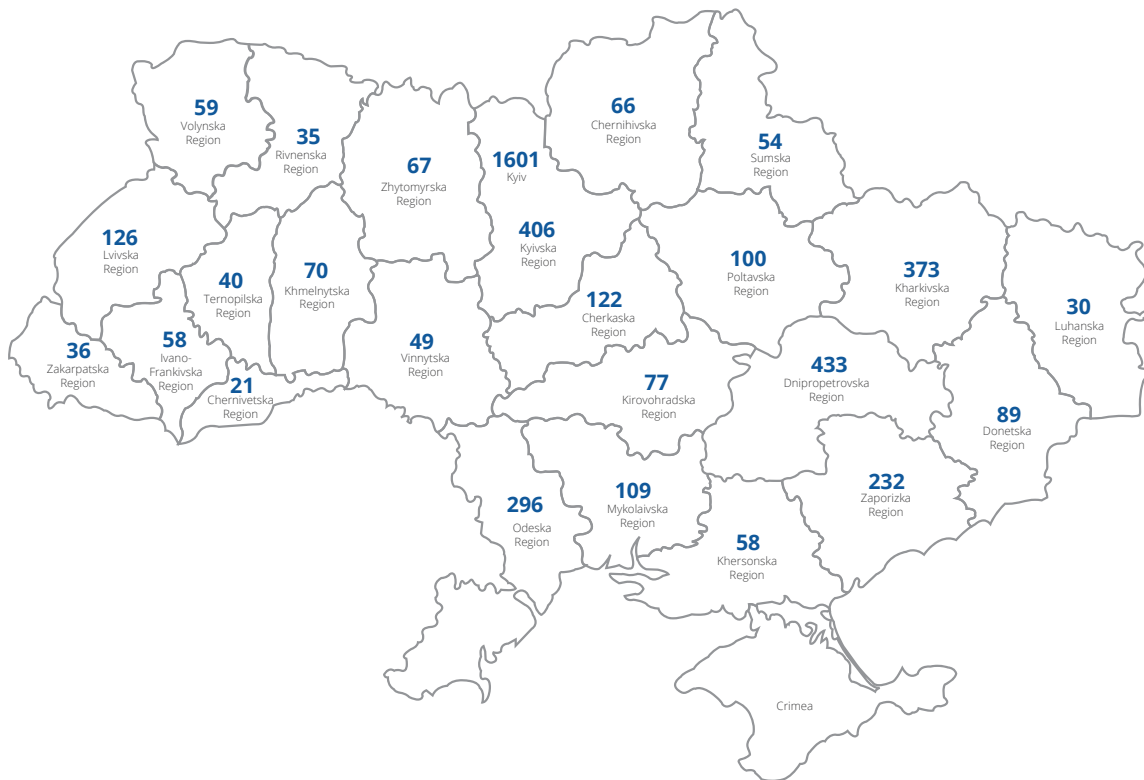 59
Volynska
Region
35
Rivnenska
Region
67
Zhytomyrska
Region
1601
Kyiv
66
Chernihivska
Region
54
Sumska
Region
126
Lvivska
Region
40
Ternopilska
Region
70
Khmelnytska
Region
406
Kyivska
Region
100
Poltavska
Region
373
Kharkivska
Region
30
Luhanska
Region
36
Zakarpatska
Region
58
Ivano-
Frankivska
Region
21
Chernivetska
Region
49
Vinnytska
Region
122
Cherkaska
Region
77
Kirovohradska
Region
433
Dnipropetrovska
Region
89
Donetska
Region
296
Odeska
Region
109
Mykolaivska
Region
58
Khersonska
Region
232
Zaporizka
Region
Crimea